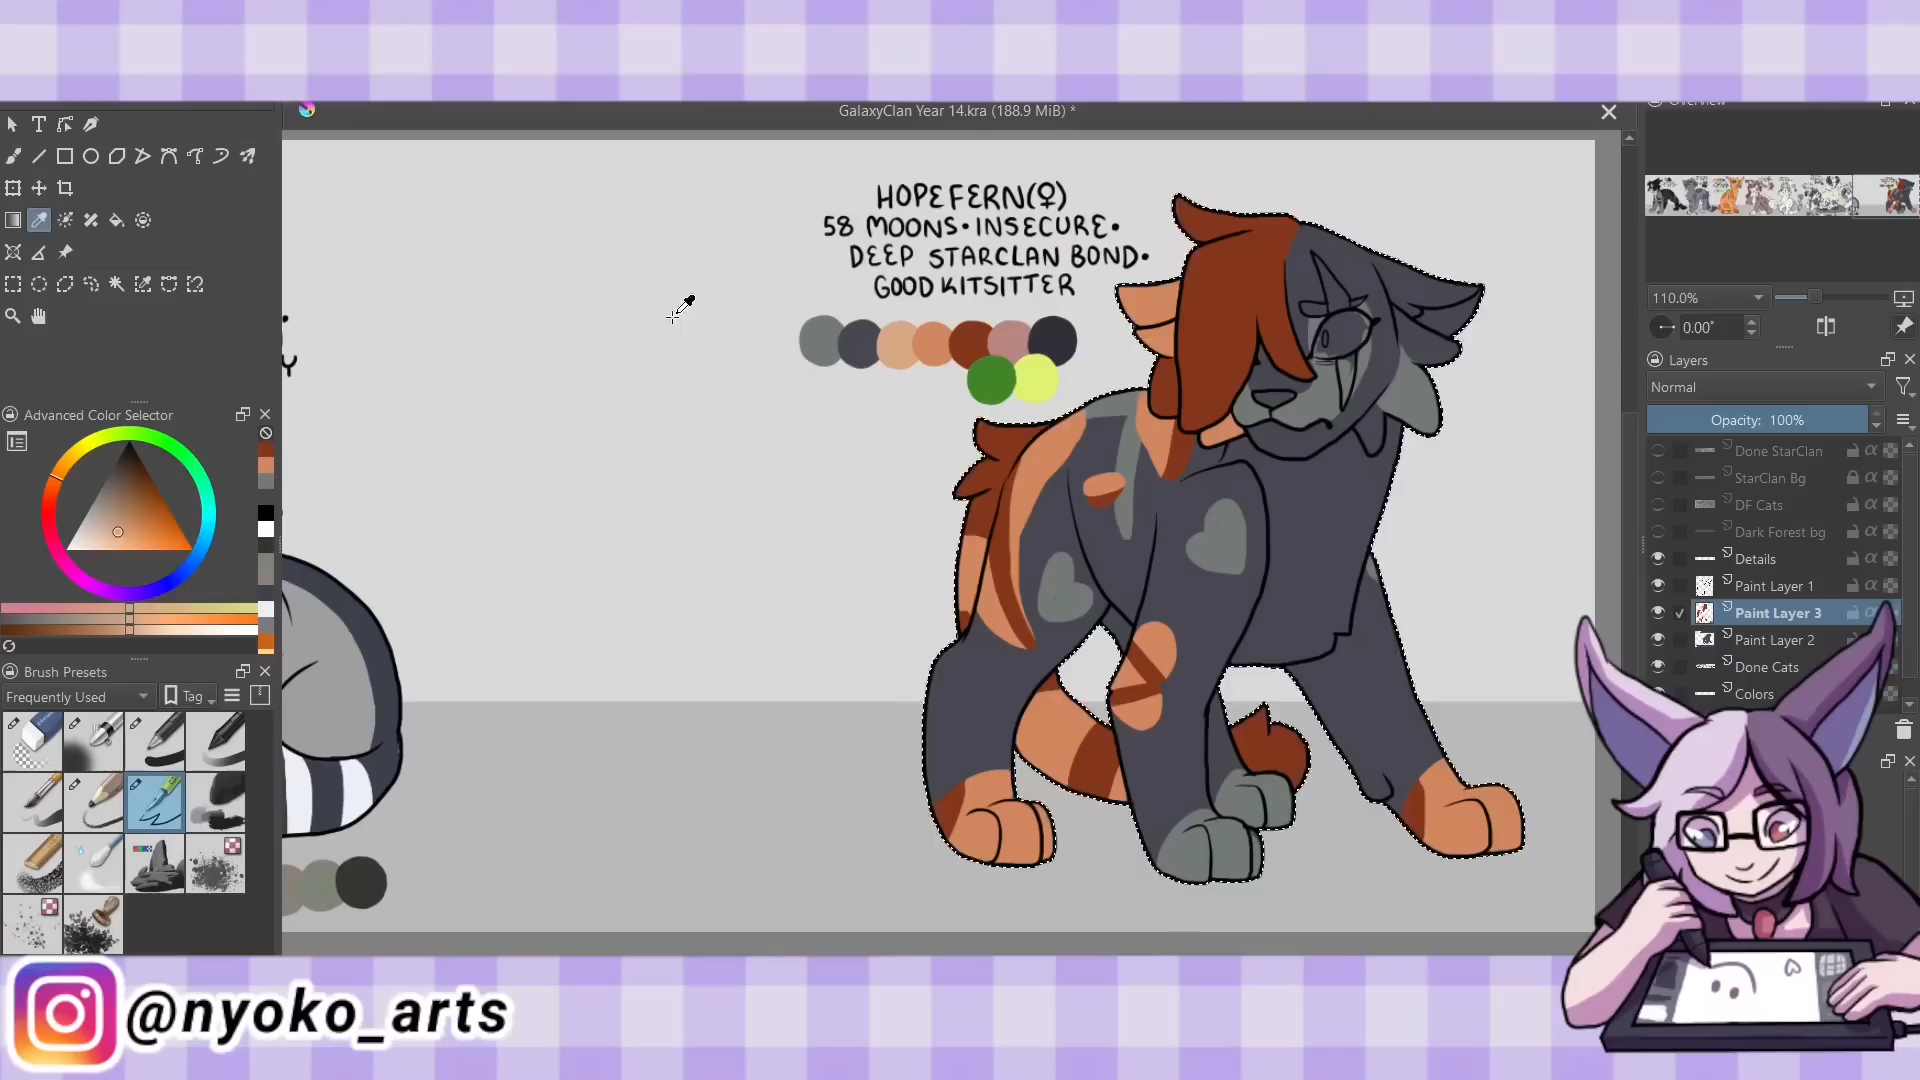 Overview
GalaxyClan Year 14.kra (188.9 MiB) *
HOPEFERN(♀)
58 MOONS • INSECURE •
DEEP STARCLAN BOND •
GOOD KITSITTER
110.0%
0.00°
Layers
Normal
Opacity: 100%
Done StarClan
StarClan Bg
DF Cats
Dark Forest bg
Details
Paint Layer 1
Paint Layer 3
Paint Layer 2
Done Cats
Colors
Advanced Color Selector
Brush Presets
Frequently Used
Tag
@nyoko_arts